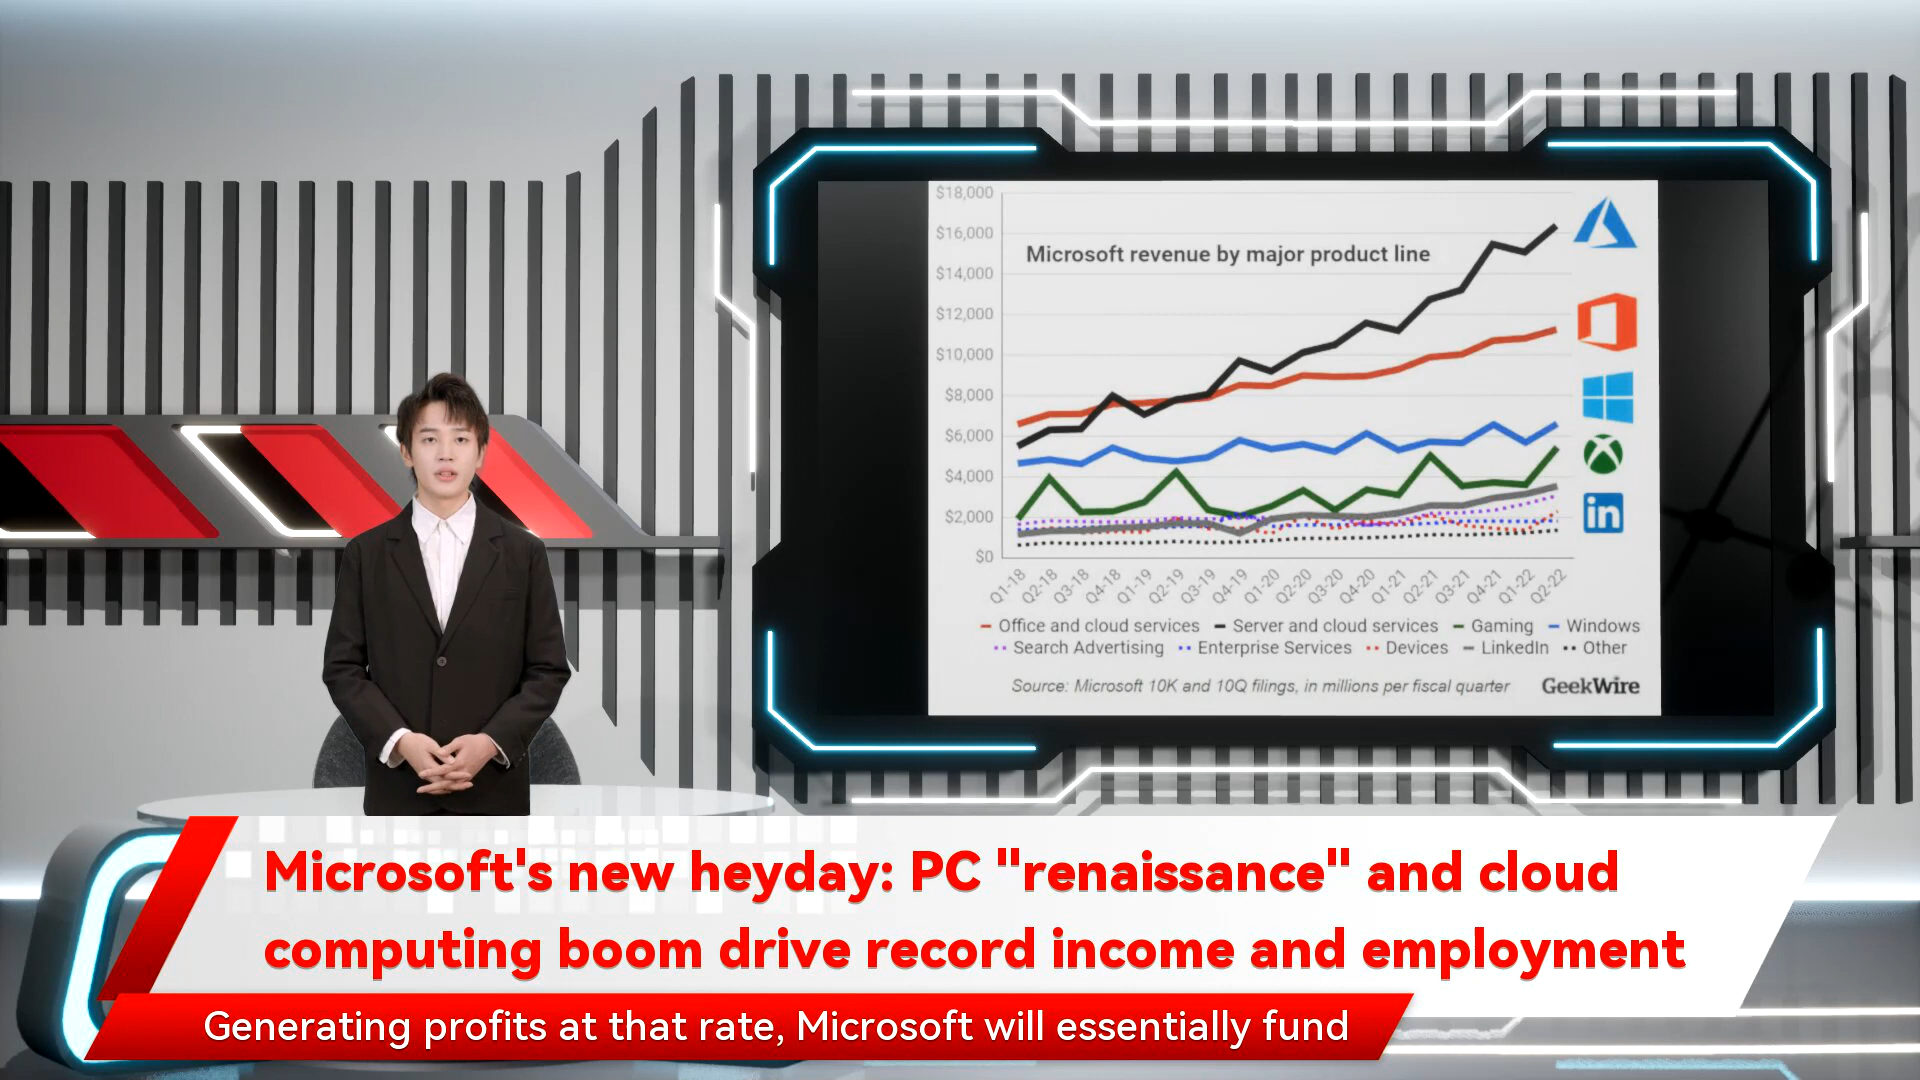 $18,000
$16,000
Microsoft revenue by major product line
$14,000
$12,000
$10,000
$8,000
$6,000
$4,000
$2,000
$0
Q1-18 Q2-18 Q3-18 Q4-18 Q1-19 Q2-19 Q3-19 Q4-19 Q1-20 Q2-20 Q3-20 Q4-20 Q1-21 Q2-21 Q3-21 Q4-21 Q1-22 Q2-22
in
Office and cloud services Server and cloud services Gaming Windows
Search Advertising Enterprise Services Devices LinkedIn Other
Source: Microsoft 10K and 10Q filings, in millions per fiscal quarter GeekWire
Microsoft's new heyday: PC "renaissance" and cloud
computing boom drive record income and employment
Generating profits at that rate, Microsoft will essentially fund